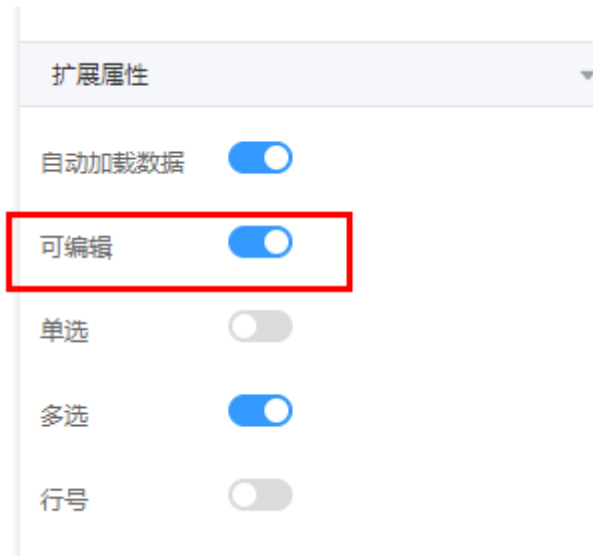 扩展属性
自动加载数据
可编辑
单选
多选
行号